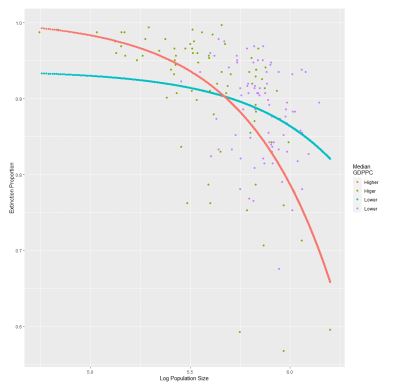 1.0
0.9
0.8
0.7
0.6
Extinction Proportion
5.0
5.5
6.0
Log Population Size
Median
GDPPC
Higher
Higer
Lower
Lower